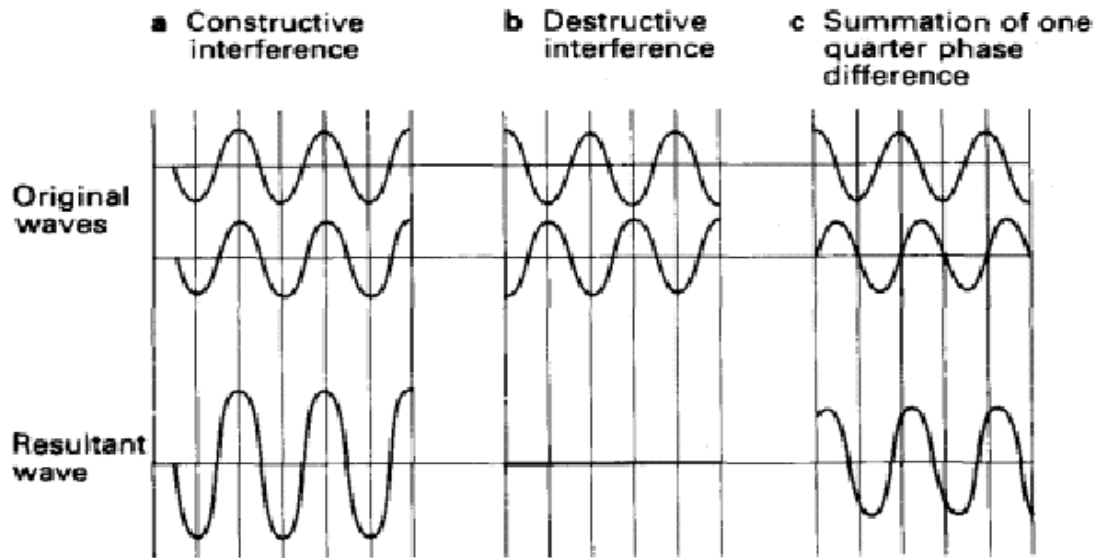 a Constructive
interference
b Destructive
interference
c Summation of one
quarter phase
difference
Original
waves
Resultant
wave